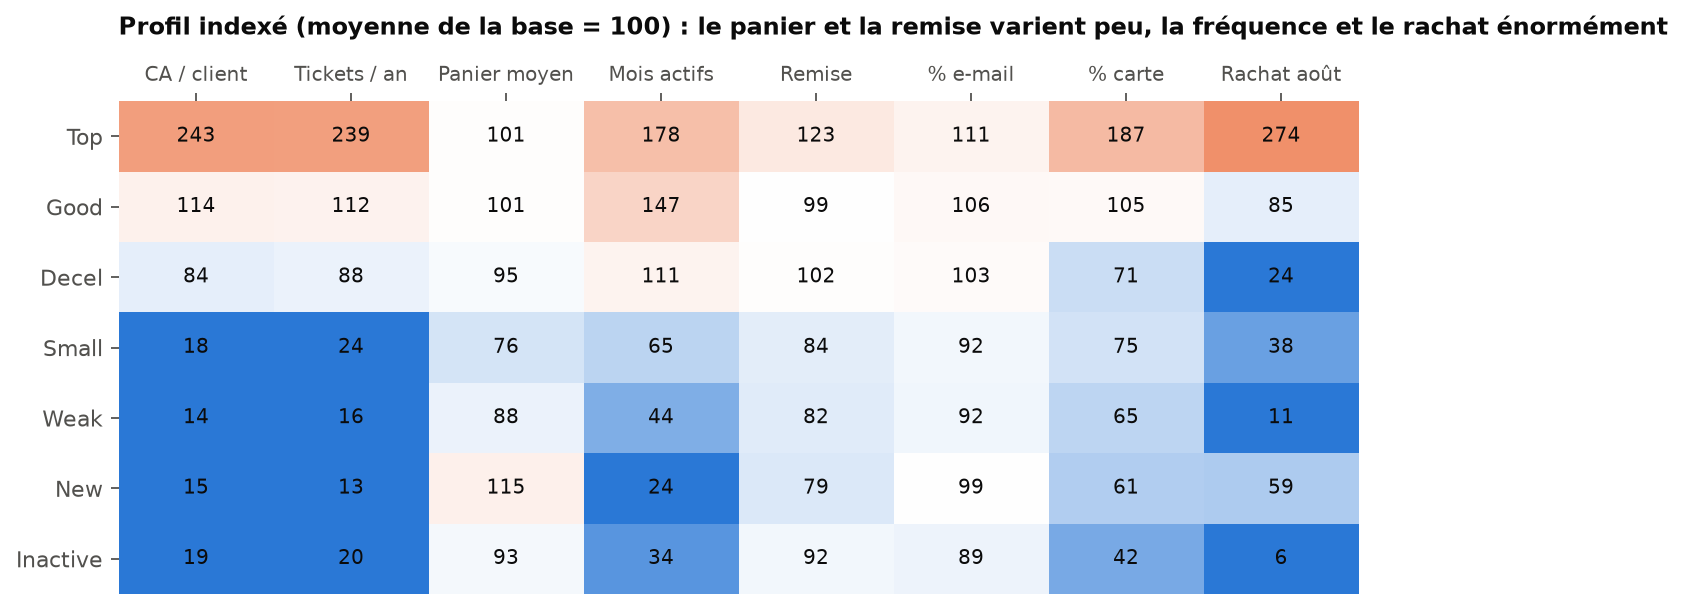 Profil indexé (moyenne de la base = 100) : le panier et la remise varient peu, la fréquence et le rachat énormément
CA / client Tickets / an Panier moyen Mois actifs Remise % e-mail % carte Rachat août
Top 243 239 101 178 123 111 187 274
Good 114 112 101 147 99 106 105 85
Decel 84 88 95 111 102 103 71 24
Small 18 24 76 65 84 92 75 38
Weak 14 16 88 44 82 92 65 11
New 15 13 115 24 79 99 61 59
Inactive 19 20 93 34 92 89 42 6